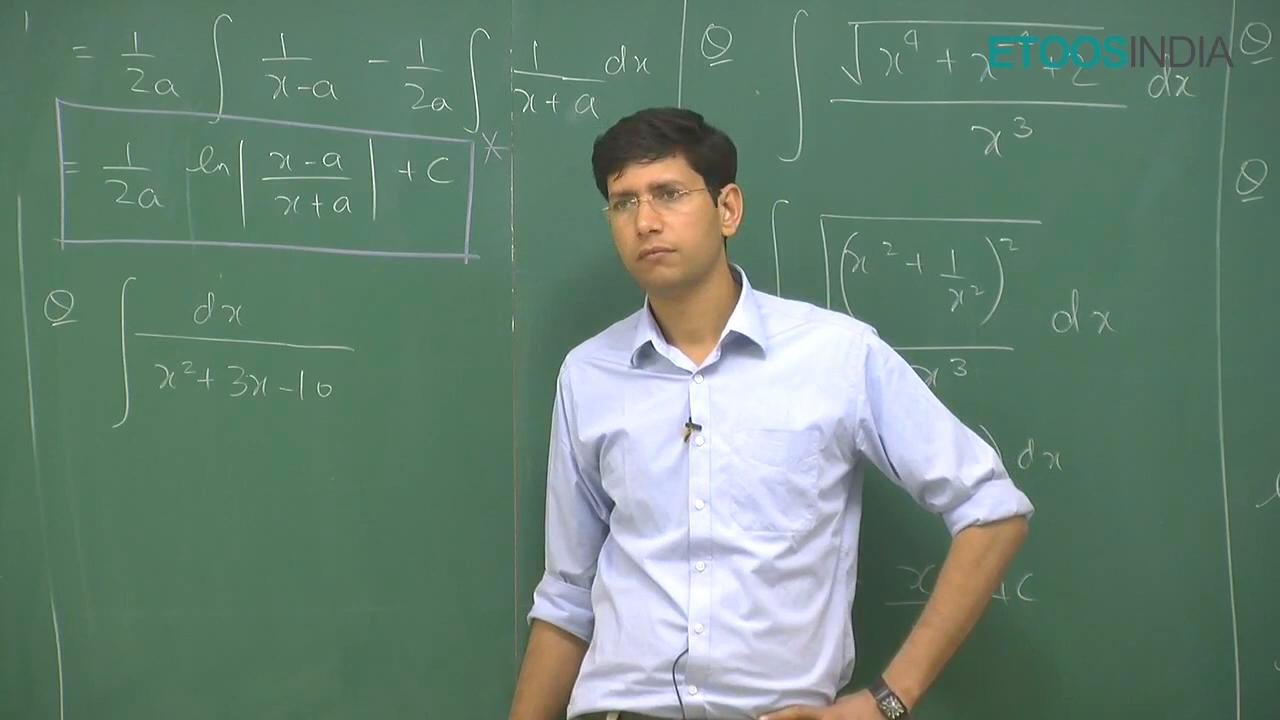 = 1/2a ∫ 1/(x-a) - 1/2a ∫ 1/(x+a) dx
= 1/2a ln |(x-a)/(x+a)| + C *
Q ∫ dx/(x² + 3x - 10)
Q ∫ dx
x³
ETOOSINDIA
∫ √(x² + 1/x²)² dx
x³
) dx
+ C
Q
Q